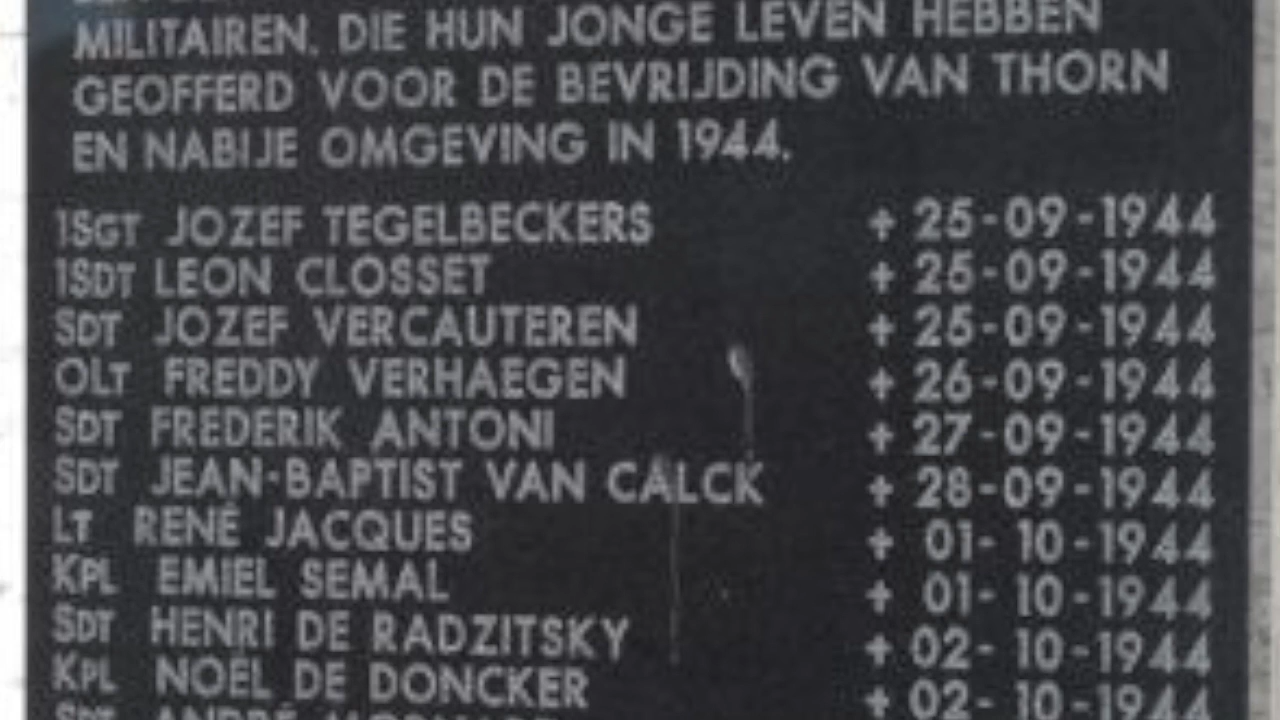 MILITAIREN. DIE HUN JONGE LEVEN HEBBEN
GEOFFERD VOOR DE BEVRIJDING VAN THORN
EN NABIJE OMGEVING IN 1944.
1SGT JOZEF TEGELBECKERS + 25-09-1944
1SDT LEON CLOSSET + 25-09-1944
SDT JOZEF VERCAUTEREN + 25-09-1944
OLT FREDDY VERHAEGEN + 26-09-1944
SDT FREDERIK ANTONI + 27-09-1944
SDT JEAN-BAPTIST VAN CALCK + 28-09-1944
LT RENÉ JACQUES + 01-10-1944
KPL EMIEL SEMAL + 01-10-1944
SDT HENRI DE RADZITSKY + 02-10-1944
KPL NOËL DE DONCKER + 02-10-1944
SDT ANDRÉ